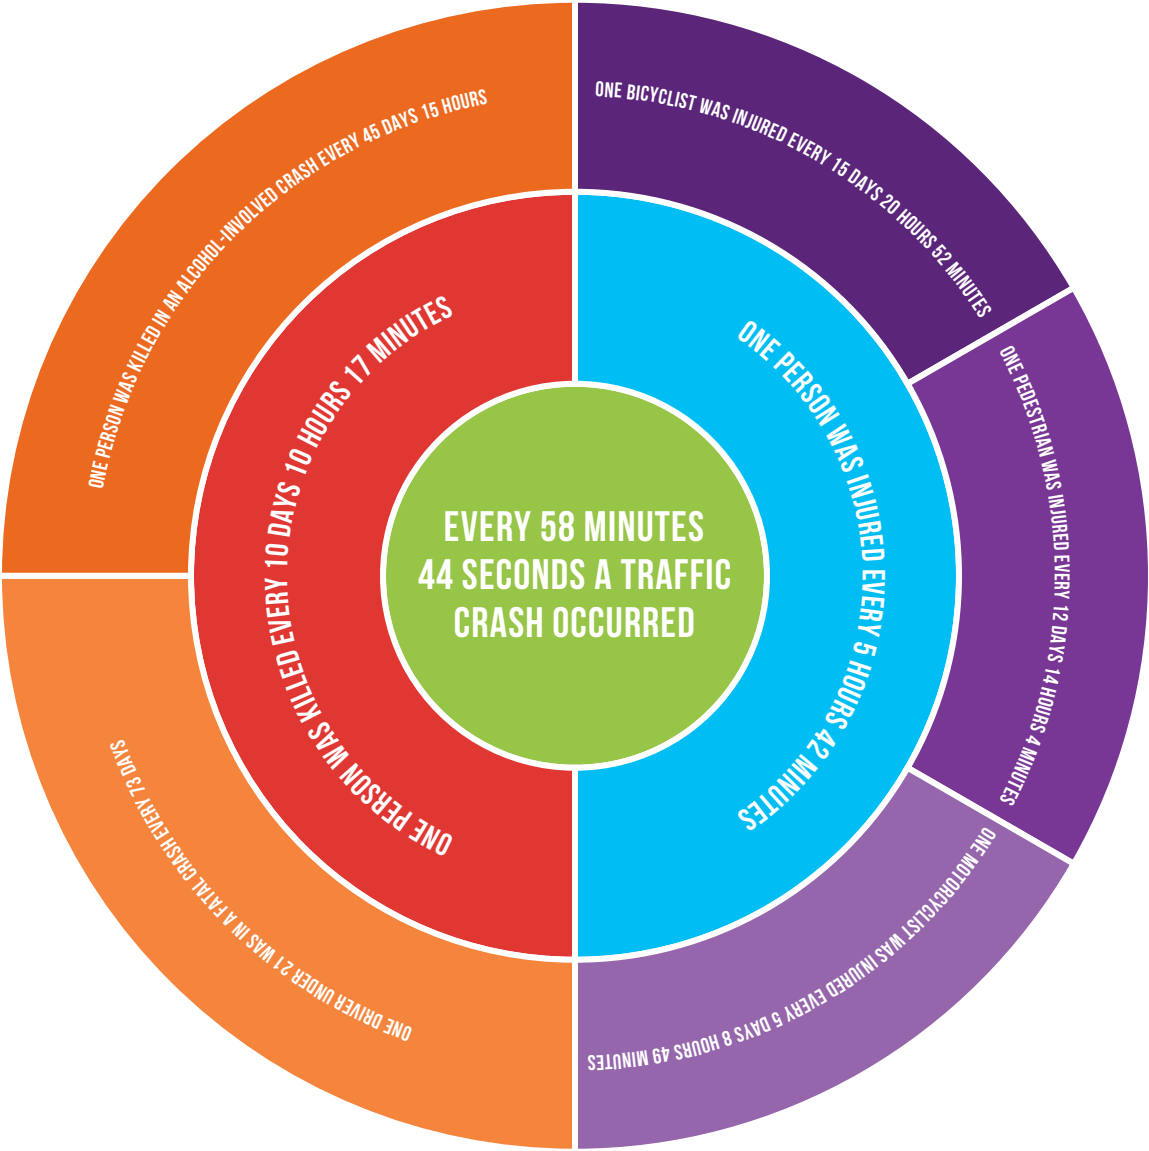 EVERY 58 MINUTES
44 SECONDS A TRAFFIC
CRASH OCCURRED
ONE PERSON WAS KILLED EVERY 10 DAYS 10 HOURS 17 MINUTES
ONE PERSON WAS INJURED EVERY 5 HOURS 42 MINUTES
ONE PERSON WAS KILLED IN AN ALCOHOL-INVOLVED CRASH EVERY 45 DAYS 15 HOURS
ONE DRIVER UNDER 21 WAS IN A FATAL CRASH EVERY 73 DAYS
ONE BICYCLIST WAS INJURED EVERY 15 DAYS 20 HOURS 52 MINUTES
ONE PEDESTRIAN WAS INJURED EVERY 12 DAYS 14 HOURS 4 MINUTES
ONE MOTORCYCLIST WAS INJURED EVERY 5 DAYS 8 HOURS 49 MINUTES